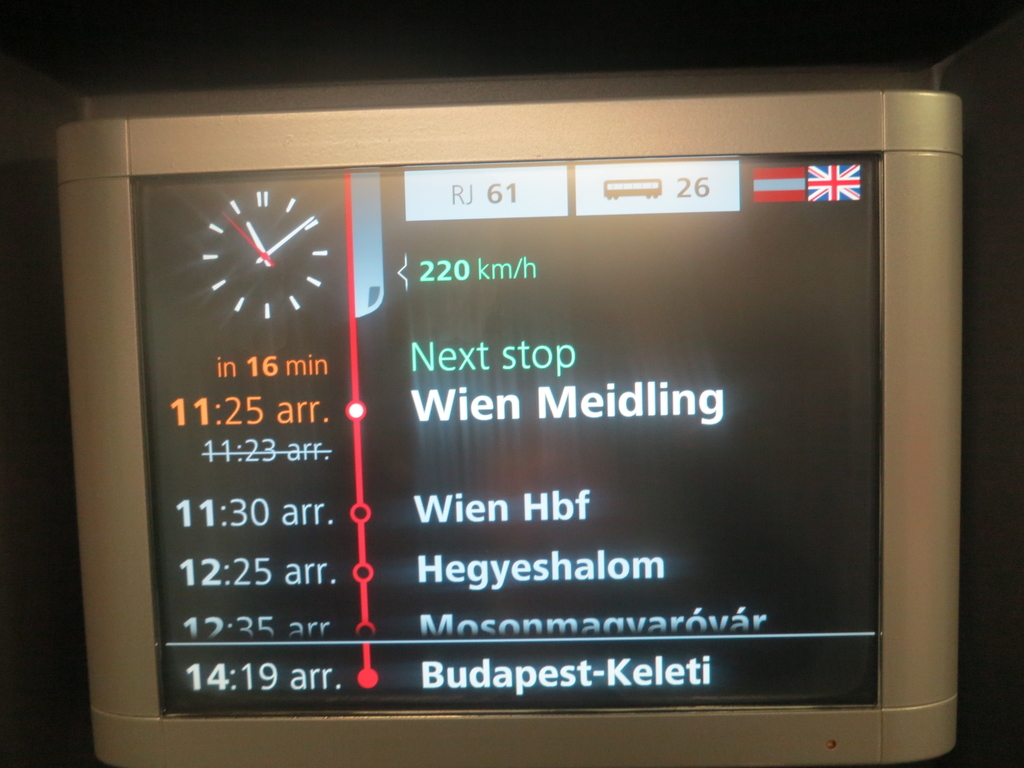 RJ 61 26
220 km/h
in 16 min
Next stop
11:25 arr. Wien Meidling
11:23 arr.
11:30 arr. Wien Hbf
12:25 arr. Hegyeshalom
12:35 arr Mosonmagyaróvár
14:19 arr. Budapest-Keleti